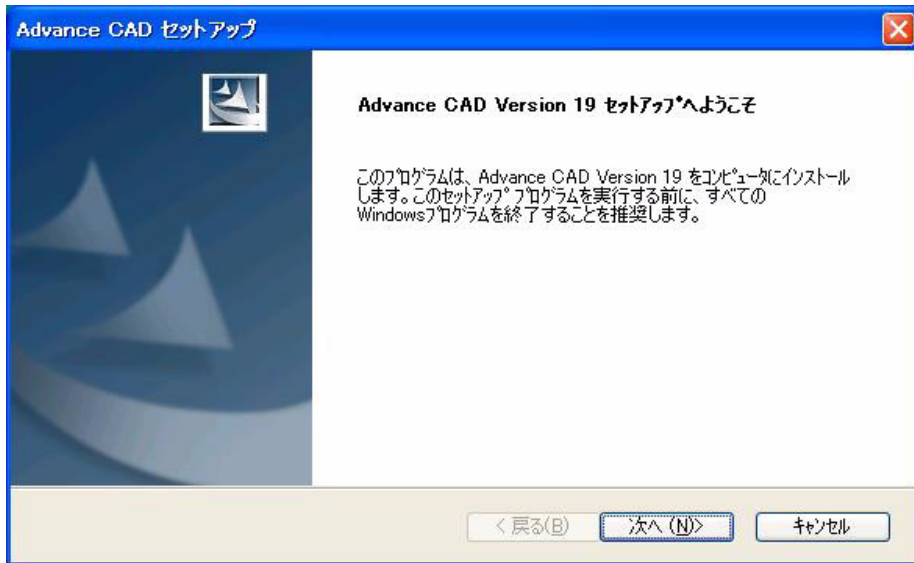 Advance CAD セットアップ
Advance CAD Version 19 ｾｯﾄｱｯﾌﾟへようこそ
このﾌﾟﾛｸﾞﾗﾑは、Advance CAD Version 19 をｺﾝﾋﾟｭｰﾀにインストール
します。このｾｯﾄｱｯﾌﾟ ﾌﾟﾛｸﾞﾗﾑを実行する前に、すべての
Windowsﾌﾟﾛｸﾞﾗﾑを終了することを推奨します。
< 戻る(B)
次へ (N)>
ｷｬﾝｾﾙ